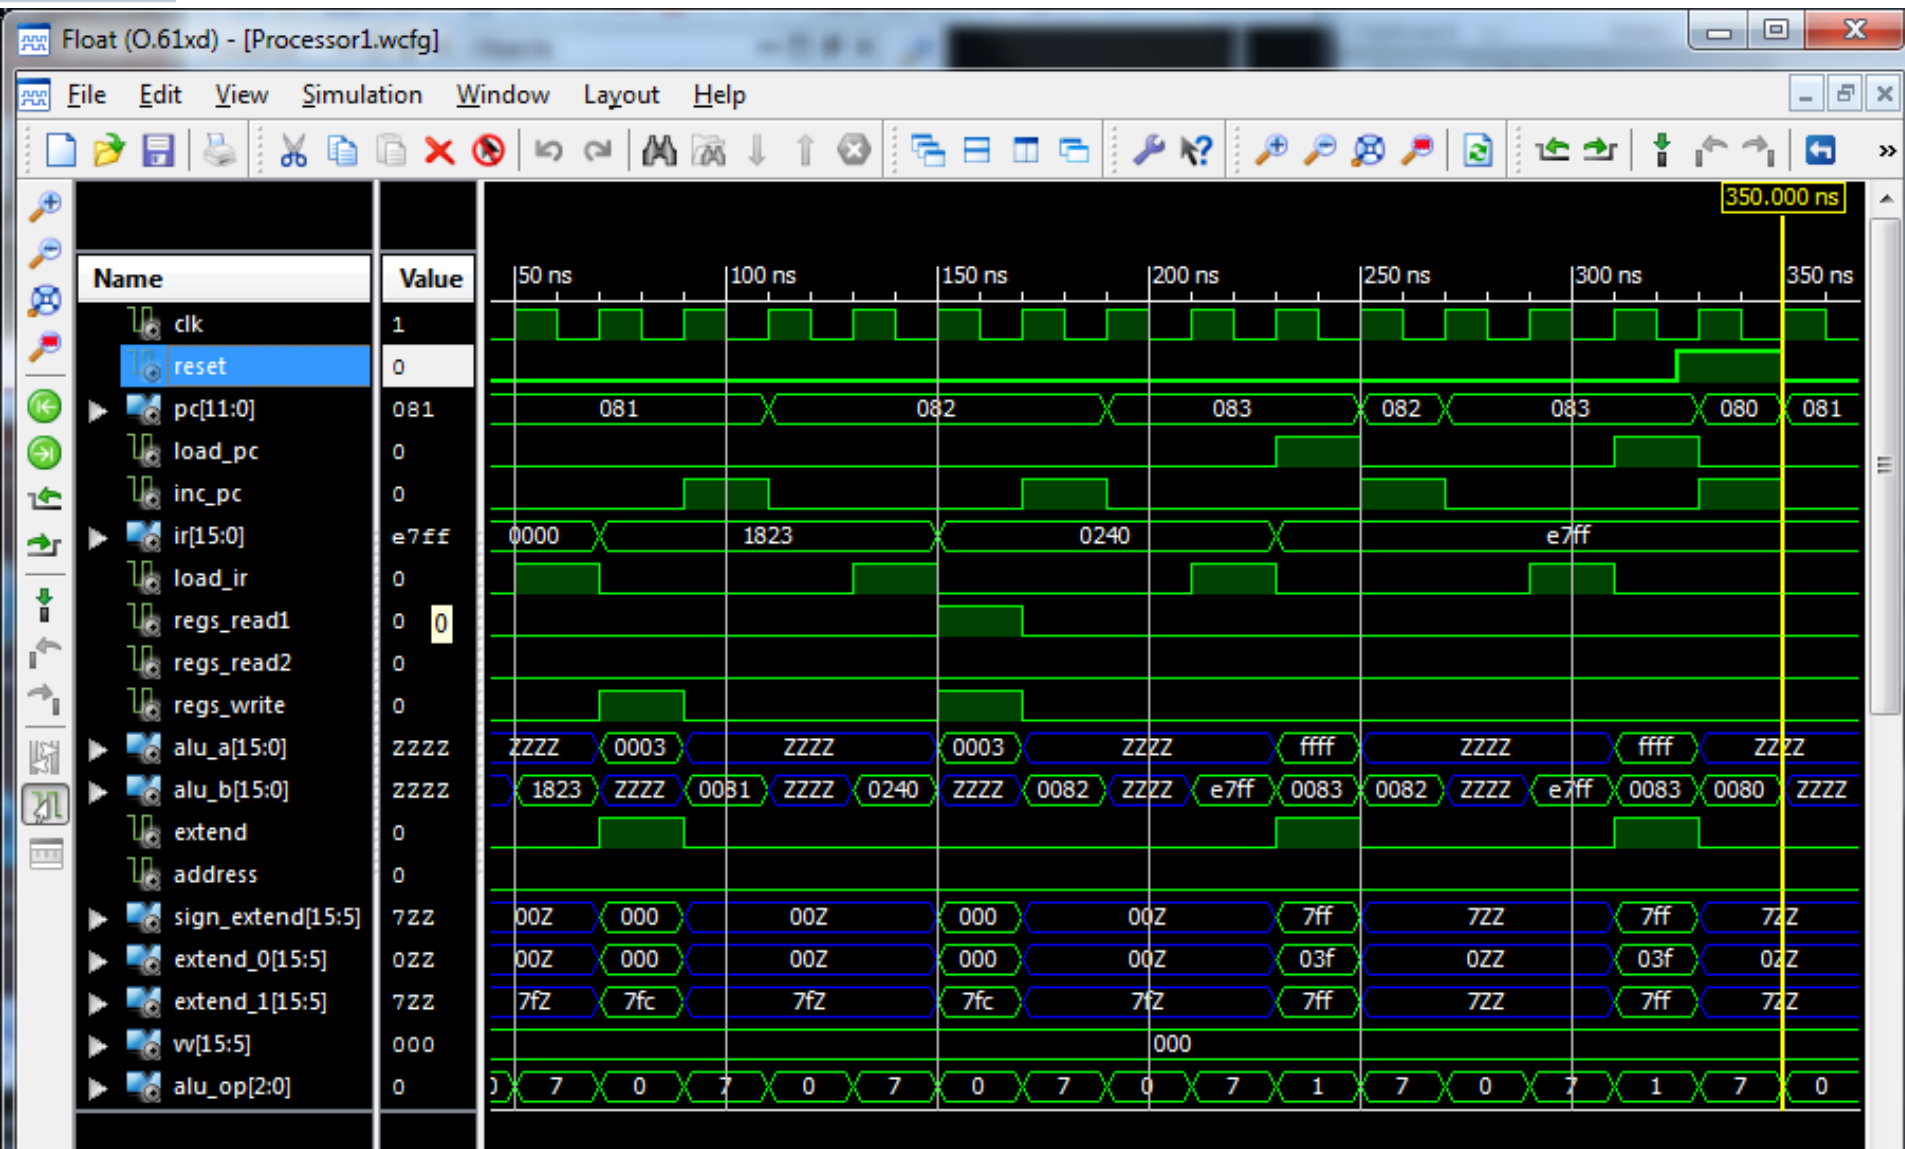 Float (O.61xd) - [Processor1.wcfg]
File Edit View Simulation Window Layout Help
»
350.000 ns
Name Value 50 ns 100 ns 150 ns 200 ns 250 ns 300 ns 350 ns
clk 1
reset 0
pc[11:0] 081 081 082 083 082 083 080 081
load_pc 0
inc_pc 0
ir[15:0] e7ff 0000 1823 0240 e7ff
load_ir 0
regs_read1 0 0
regs_read2 0
regs_write 0
alu_a[15:0] ZZZZ ZZZZ 0003 ZZZZ 0003 ZZZZ ffff ZZZZ ffff ZZZZ
alu_b[15:0] ZZZZ 1823 ZZZZ 0081 ZZZZ 0240 ZZZZ 0082 ZZZZ e7ff 0083 0082 ZZZZ e7ff 0083 0080 ZZZZ
extend 0
address 0
sign_extend[15:5] 7ZZ 00Z 000 00Z 000 00Z 7ff 7ZZ 7ff 7ZZ
extend_0[15:5] 0ZZ 00Z 000 00Z 000 00Z 03f 0ZZ 03f 0ZZ
extend_1[15:5] 7ZZ 7fZ 7fc 7fZ 7fc 7fZ 7ff 7ZZ 7ff 7ZZ
vv[15:5] 000 000
alu_op[2:0] 0 0 7 0 7 0 7 0 7 0 7 1 7 0 7 1 7 0